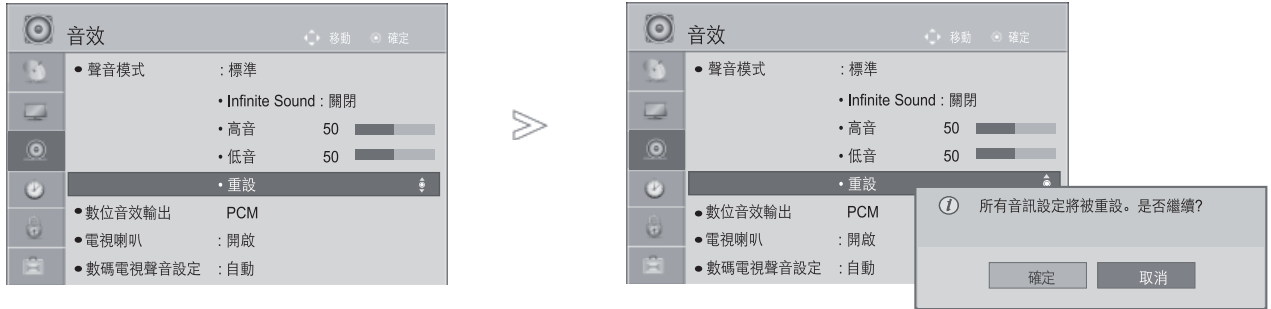 音效 移動 確定
● 聲音模式 : 標準
• Infinite Sound : 關閉
• 高音 50
• 低音 50
• 重設
● 數位音效輸出 PCM
● 電視喇叭 : 開啟
● 數碼電視聲音設定 : 自動
音效 移動 確定
● 聲音模式 : 標準
• Infinite Sound : 關閉
• 高音 50
• 低音 50
• 重設
● 數位音效輸出 PCM
● 電視喇叭 : 開啟
● 數碼電視聲音設定 : 自動
所有音訊設定將被重設。是否繼續?
確定 取消